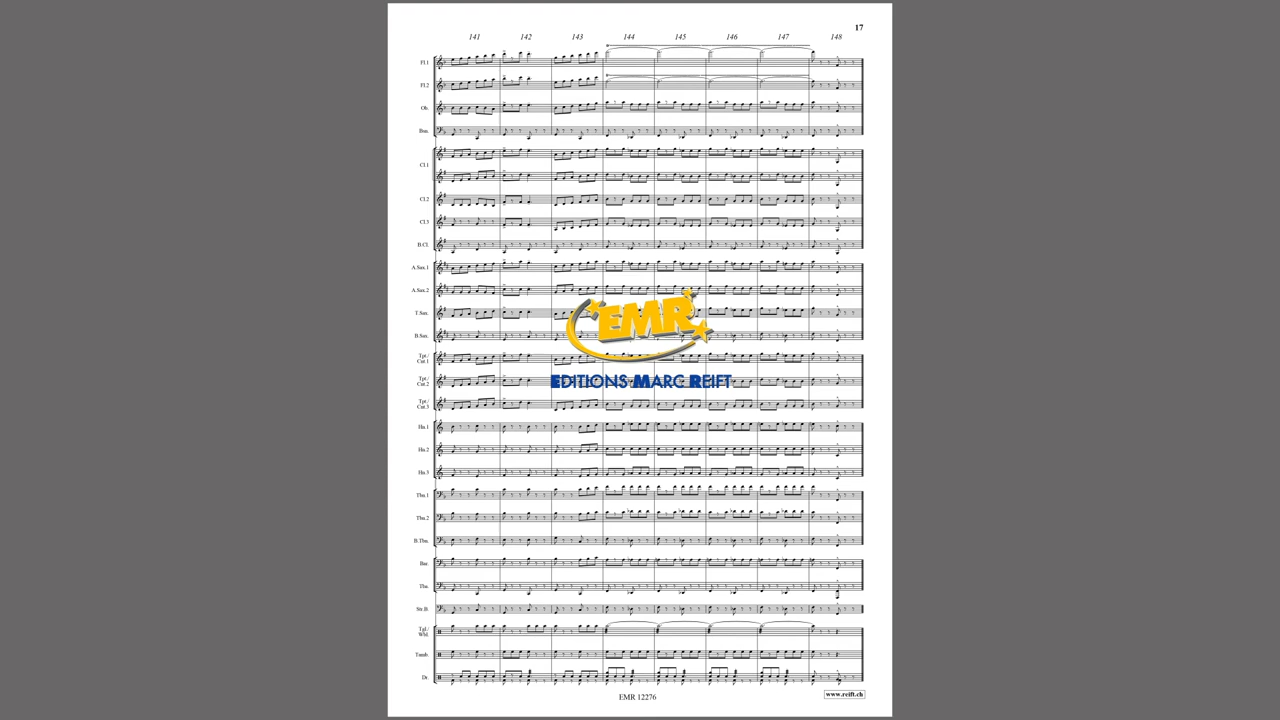 17
141 142 143 144 145 146 147 148
Fl.1
Fl.2
Ob.
Bsn.
Cl.1
Cl.2
Cl.3
B.Cl.
A.Sax.1
A.Sax.2
T.Sax.
B.Sax.
Tpt./
Cnt.1
Tpt./
Cnt.2
Tpt./
Cnt.3
EMR
EDITIONS MARC REIFT
Hn.1
Hn.2
Hn.3
Tbn.1
Tbn.2
B.Tbn.
Bar.
Tba.
Str.B.
Tgl./
Whl.
Tamb.
Dr.
EMR 12276
www.reift.ch